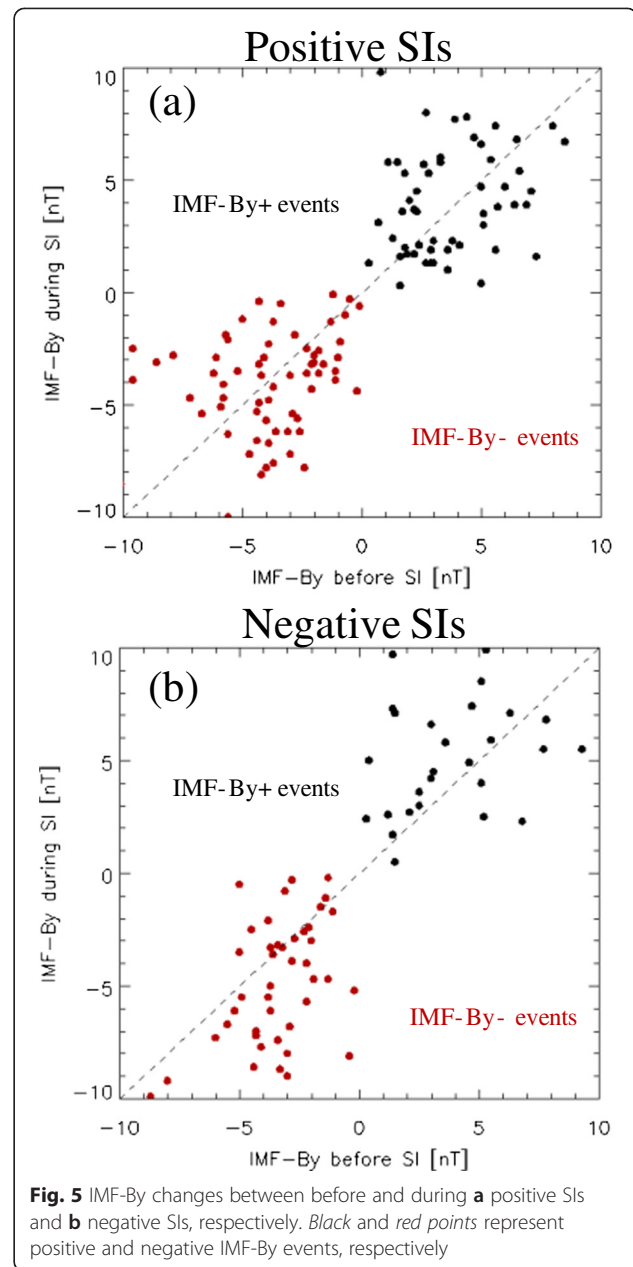 Positive SIs
(a)
IMF-By+ events
IMF-By- events
10
5
0
-5
-10
IMF-By during SI [nT]
-10 -5 0 5 10
IMF-By before SI [nT]
Negative SIs
(b)
IMF-By+ events
IMF-By- events
10
5
0
-5
-10
IMF-By during SI [nT]
-10 -5 0 5 10
IMF-By before SI [nT]
Fig. 5 IMF-By changes between before and during a positive SIs
and b negative SIs, respectively. Black and red points represent
positive and negative IMF-By events, respectively